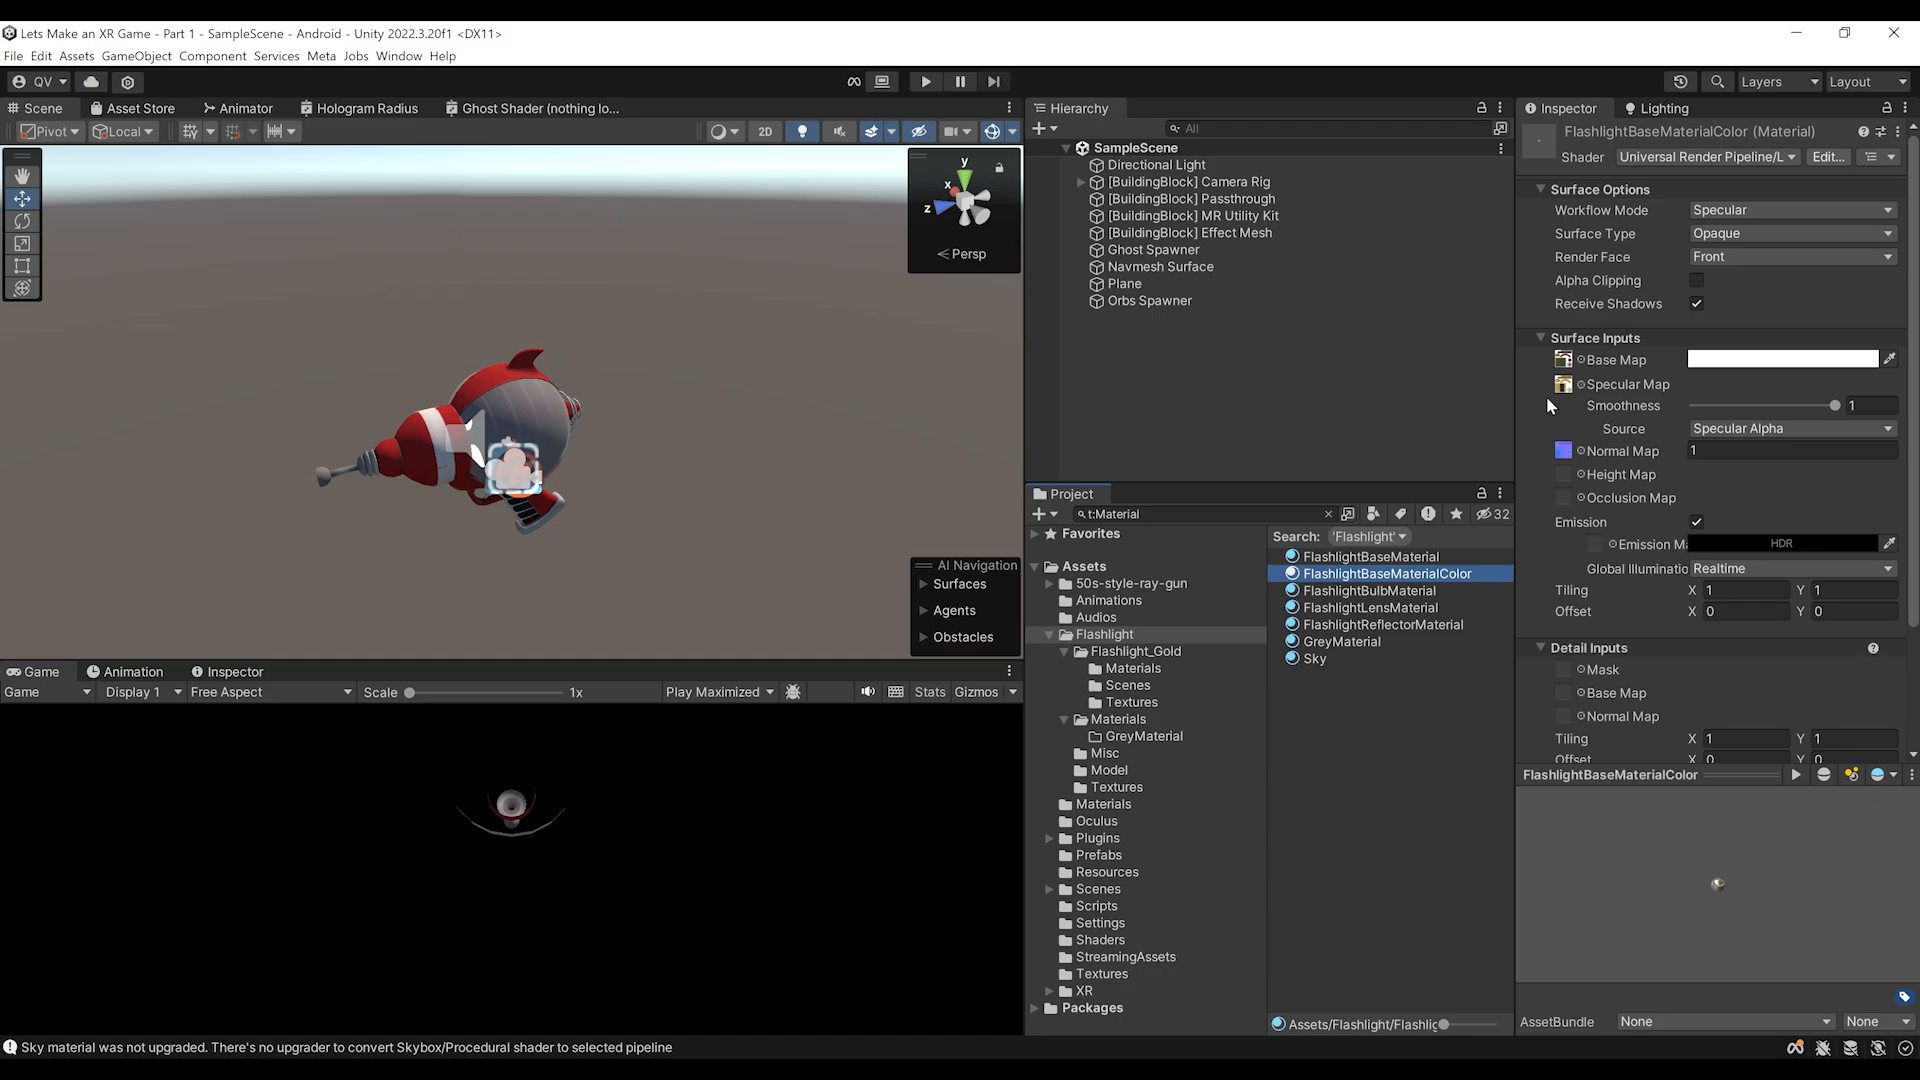 Lets Make an XR Game - Part 1 - SampleScene - Android - Unity 2022.3.20f1 <DX11>
File Edit Assets GameObject Component Services Meta Jobs Window Help
QV Layers Layout
Scene Asset Store Animator Hologram Radius Ghost Shader (nothing lo...
Pivot Local 2D
y
x
z
Persp
AI Navigation
Surfaces
Agents
Obstacles
Game Animation Inspector
Game Display 1 Free Aspect Scale 1x Play Maximized Stats Gizmos
Hierarchy
All
SampleScene
Directional Light
[BuildingBlock] Camera Rig
[BuildingBlock] Passthrough
[BuildingBlock] MR Utility Kit
[BuildingBlock] Effect Mesh
Ghost Spawner
Navmesh Surface
Plane
Orbs Spawner
Project
t:Material 32
Favorites
Assets
50s-style-ray-gun
Animations
Audios
Flashlight
Flashlight_Gold
Materials
Scenes
Textures
Materials
GreyMaterial
Misc
Model
Textures
Materials
Oculus
Plugins
Prefabs
Resources
Scenes
Scripts
Settings
Shaders
StreamingAssets
Textures
XR
Packages
Search: 'Flashlight'
FlashlightBaseMaterial
FlashlightBaseMaterialColor
FlashlightBulbMaterial
FlashlightLensMaterial
FlashlightReflectorMaterial
GreyMaterial
Sky
Assets/Flashlight/Flashlig
Inspector Lighting
FlashlightBaseMaterialColor (Material)
Shader Universal Render Pipeline/L Edit...
Surface Options
Workflow Mode Specular
Surface Type Opaque
Render Face Front
Alpha Clipping
Receive Shadows
Surface Inputs
Base Map
Specular Map
Smoothness 1
Source Specular Alpha
Normal Map 1
Height Map
Occlusion Map
Emission
Emission Ma HDR
Global Illuminatio Realtime
Tiling X 1 Y 1
Offset X 0 Y 0
Detail Inputs
Mask
Base Map
Normal Map
Tiling X 1 Y 1
Offset X 0 Y 0
FlashlightBaseMaterialColor
AssetBundle None None
Sky material was not upgraded. There's no upgrader to convert Skybox/Procedural shader to selected pipeline